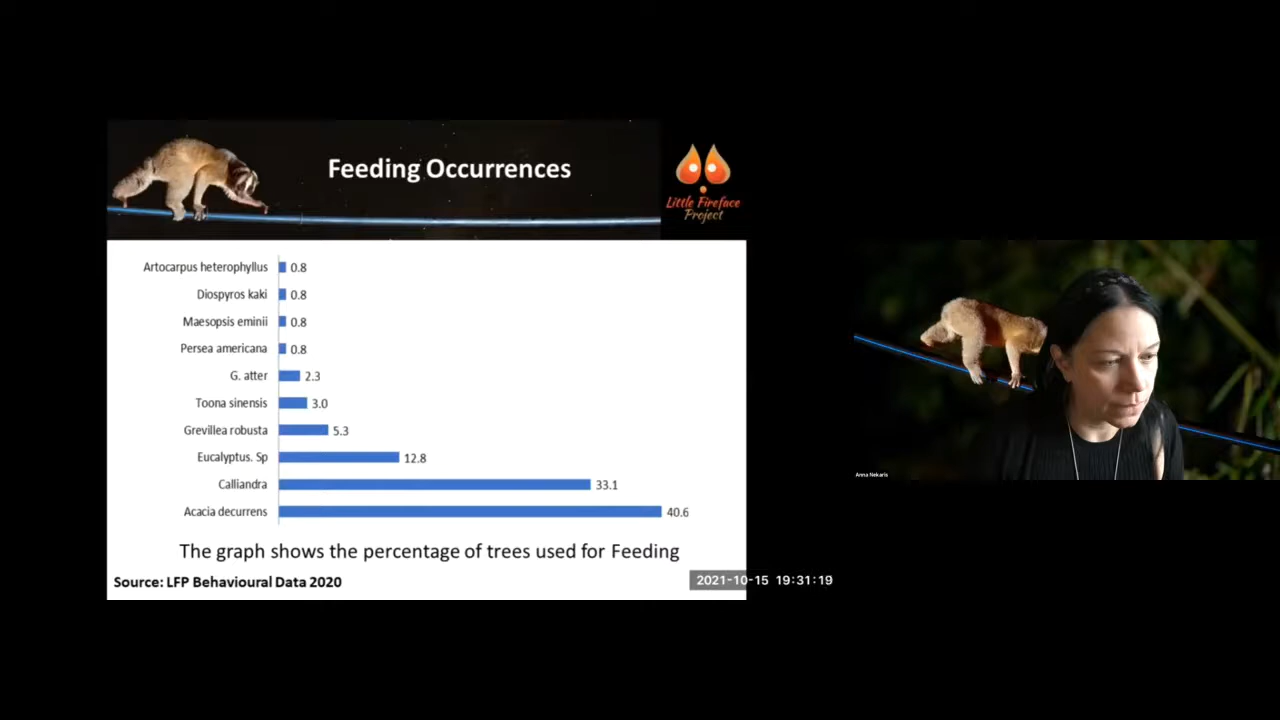 Feeding Occurrences
Little Fireface
Project
Artocarpus heterophyllus 0.8
Diospyros kaki 0.8
Maesopsis eminii 0.8
Persea americana 0.8
G. atter 2.3
Toona sinensis 3.0
Grevillea robusta 5.3
Eucalyptus. Sp 12.8
Calliandra 33.1
Acacia decurrens 40.6
The graph shows the percentage of trees used for Feeding
Source: LFP Behavioural Data 2020
2021-10-15 19:31:19
Anna Nekaris